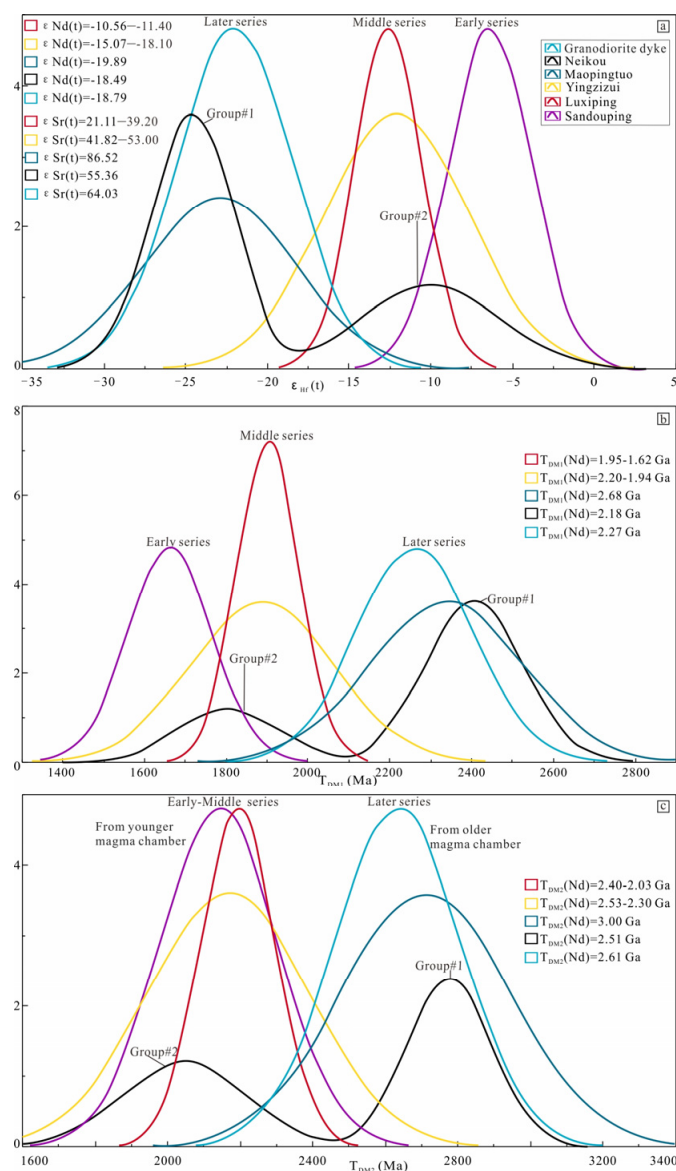 Later series
Middle series
Early series
a
ε Nd(t)=-10.56—-11.40
ε Nd(t)=-15.07—-18.10
ε Nd(t)=-19.89
ε Nd(t)=-18.49
ε Nd(t)=-18.79
ε Sr(t)=21.11—39.20
ε Sr(t)=41.82—53.00
ε Sr(t)=86.52
ε Sr(t)=55.36
ε Sr(t)=64.03
Granodiorite dyke
Neikou
Maopingtuo
Yingzizui
Luxiping
Sandouping
Group#1
Group#2
4
2
0
-35 -30 -25 -20 -15 -10 -5 0 5
ε Hf (t)
b
8
6
4
2
0
Middle series
Early series
Later series
Group#1
Group#2
TDM1(Nd)=1.95-1.62 Ga
TDM1(Nd)=2.20-1.94 Ga
TDM1(Nd)=2.68 Ga
TDM1(Nd)=2.18 Ga
TDM1(Nd)=2.27 Ga
1400 1600 1800 2000 2200 2400 2600 2800
TDM1 (Ma)
c
Early-Middle series
Later series
From younger
magma chamber
From older
magma chamber
4
2
0
TDM2(Nd)=2.40-2.03 Ga
TDM2(Nd)=2.53-2.30 Ga
TDM2(Nd)=3.00 Ga
TDM2(Nd)=2.51 Ga
TDM2(Nd)=2.61 Ga
Group#1
Group#2
1600 2000 2400 2800 3200 3400
TDM2 (Ma)